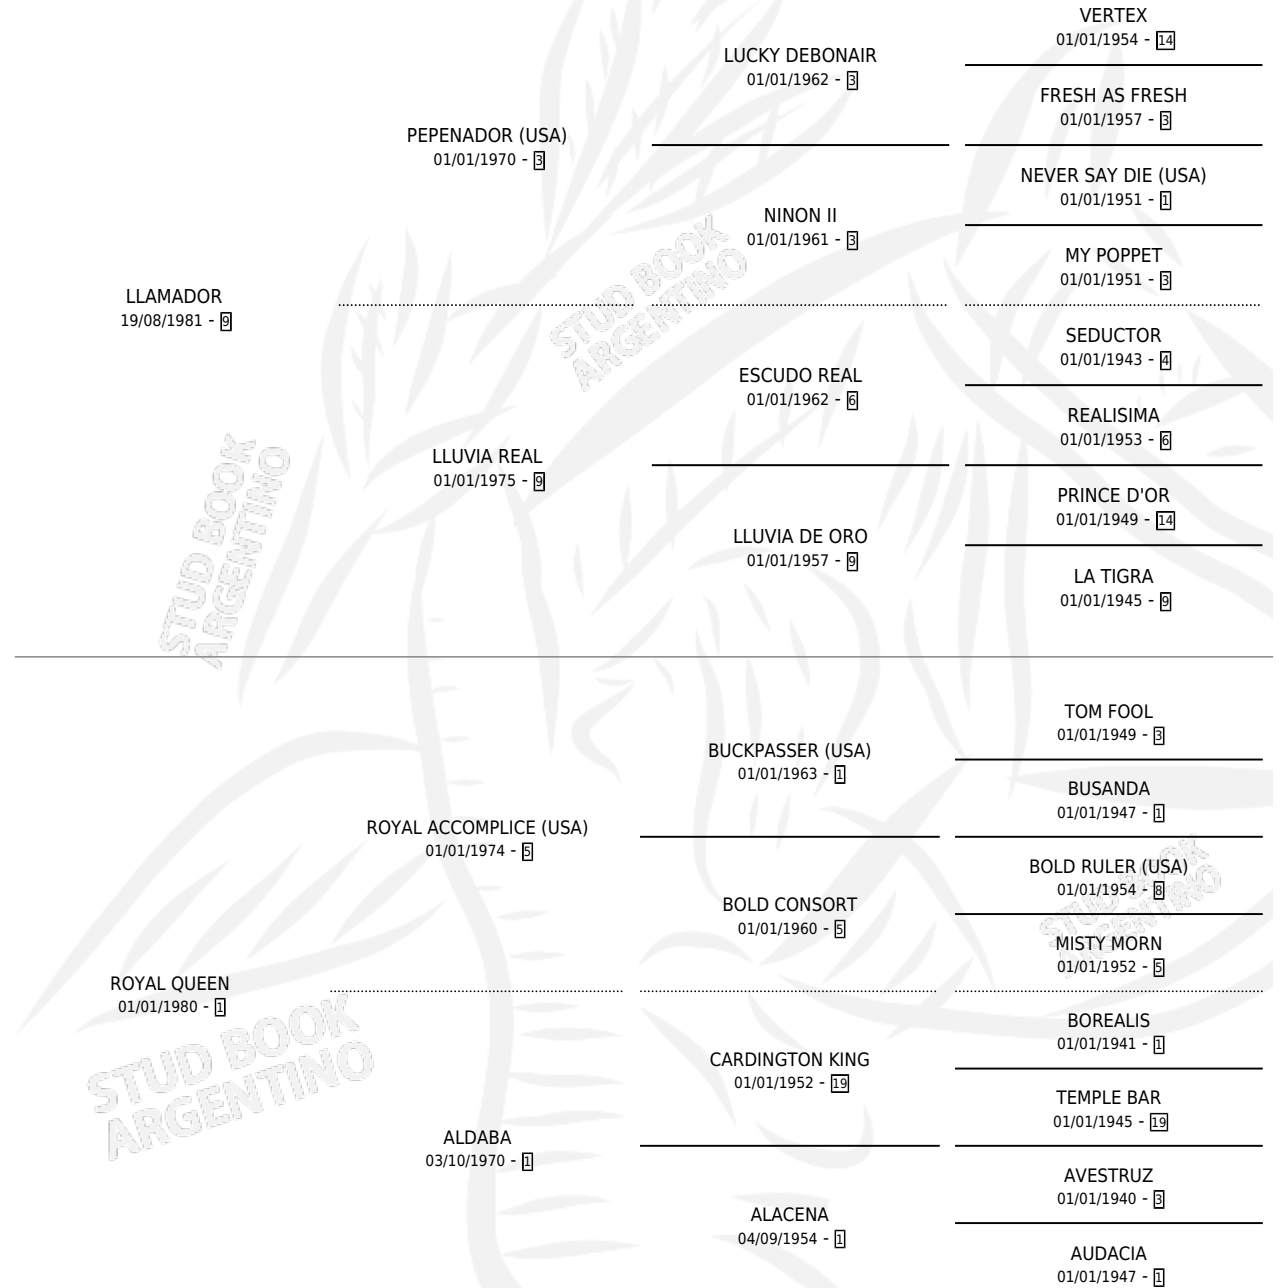 VERTEX
01/01/1954 - 14
LUCKY DEBONAIR
01/01/1962 - 3
FRESH AS FRESH
01/01/1957 - 3
PEPENADOR (USA)
01/01/1970 - 3
NEVER SAY DIE (USA)
01/01/1951 - 1
NINON II
01/01/1961 - 3
MY POPPET
01/01/1951 - 3
LLAMADOR
19/08/1981 - 9
SEDUCTOR
01/01/1943 - 4
ESCUDO REAL
01/01/1962 - 6
REALISIMA
01/01/1953 - 6
LLUVIA REAL
01/01/1975 - 9
PRINCE D'OR
01/01/1949 - 14
LLUVIA DE ORO
01/01/1957 - 9
LA TIGRA
01/01/1945 - 9
TOM FOOL
01/01/1949 - 3
BUCKPASSER (USA)
01/01/1963 - 1
BUSANDA
01/01/1947 - 1
ROYAL ACCOMPLICE (USA)
01/01/1974 - 5
BOLD RULER (USA)
01/01/1954 - 8
BOLD CONSORT
01/01/1960 - 5
MISTY MORN
01/01/1952 - 5
ROYAL QUEEN
01/01/1980 - 1
BOREALIS
01/01/1941 - 1
CARDINGTON KING
01/01/1952 - 19
TEMPLE BAR
01/01/1945 - 19
ALDABA
03/10/1970 - 1
AVESTRUZ
01/01/1940 - 3
ALACENA
04/09/1954 - 1
AUDACIA
01/01/1947 - 1
STUD BOOK
ARGENTINO
STUD BOOK
ARGENTINO
STUD BOOK
ARGENTINO
STUD BOOK
ARGENTINO